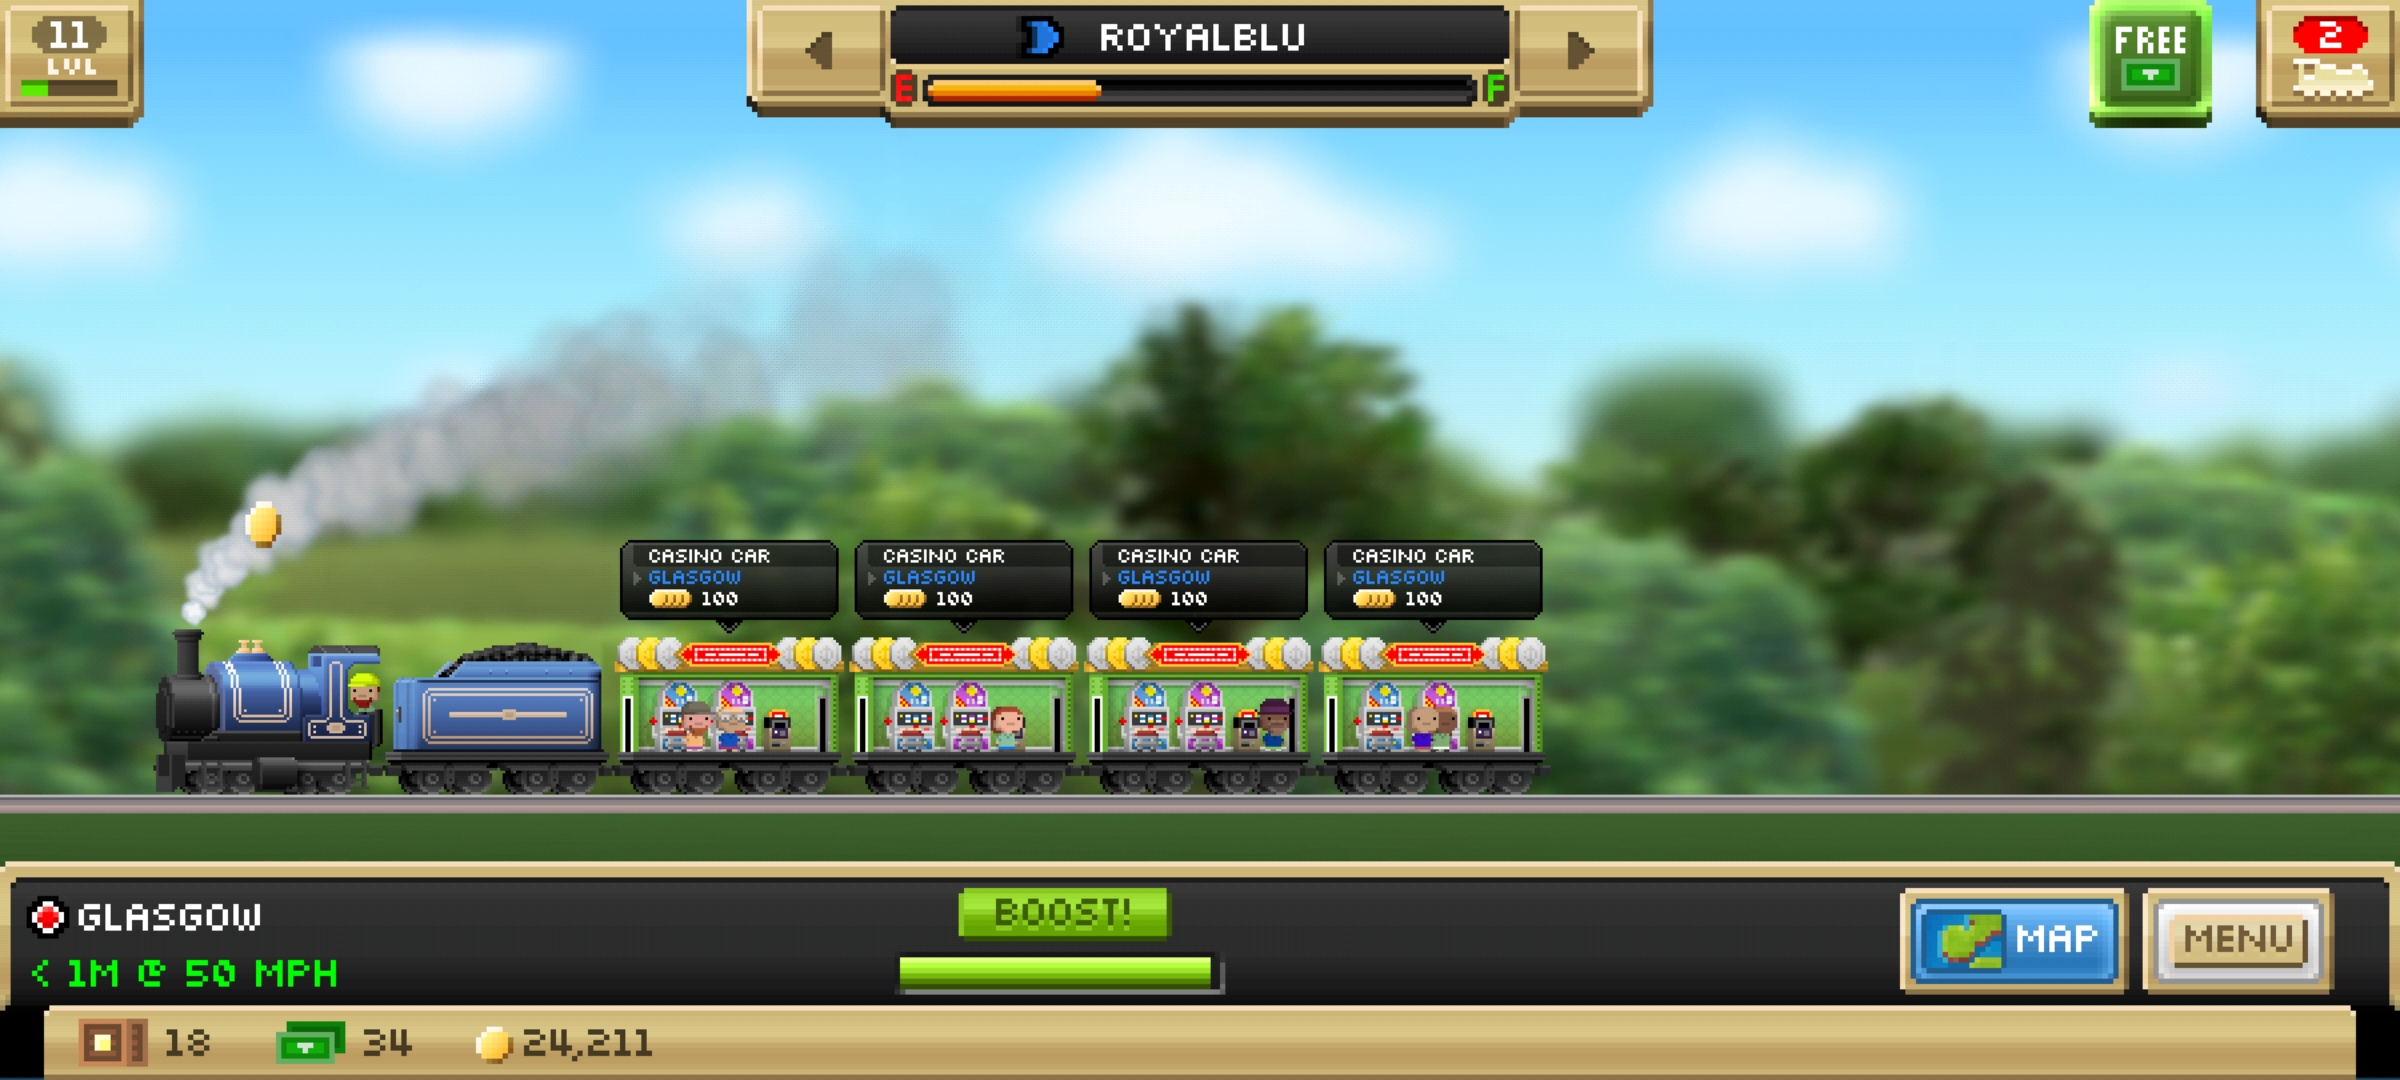 11
LVL
ROYALBLU
E F
FREE
2
CASINO CAR
GLASGOW
100
CASINO CAR
GLASGOW
100
CASINO CAR
GLASGOW
100
CASINO CAR
GLASGOW
100
GLASGOW
< 1M @ 50 MPH
BOOST!
MAP
MENU
18
34
24,211